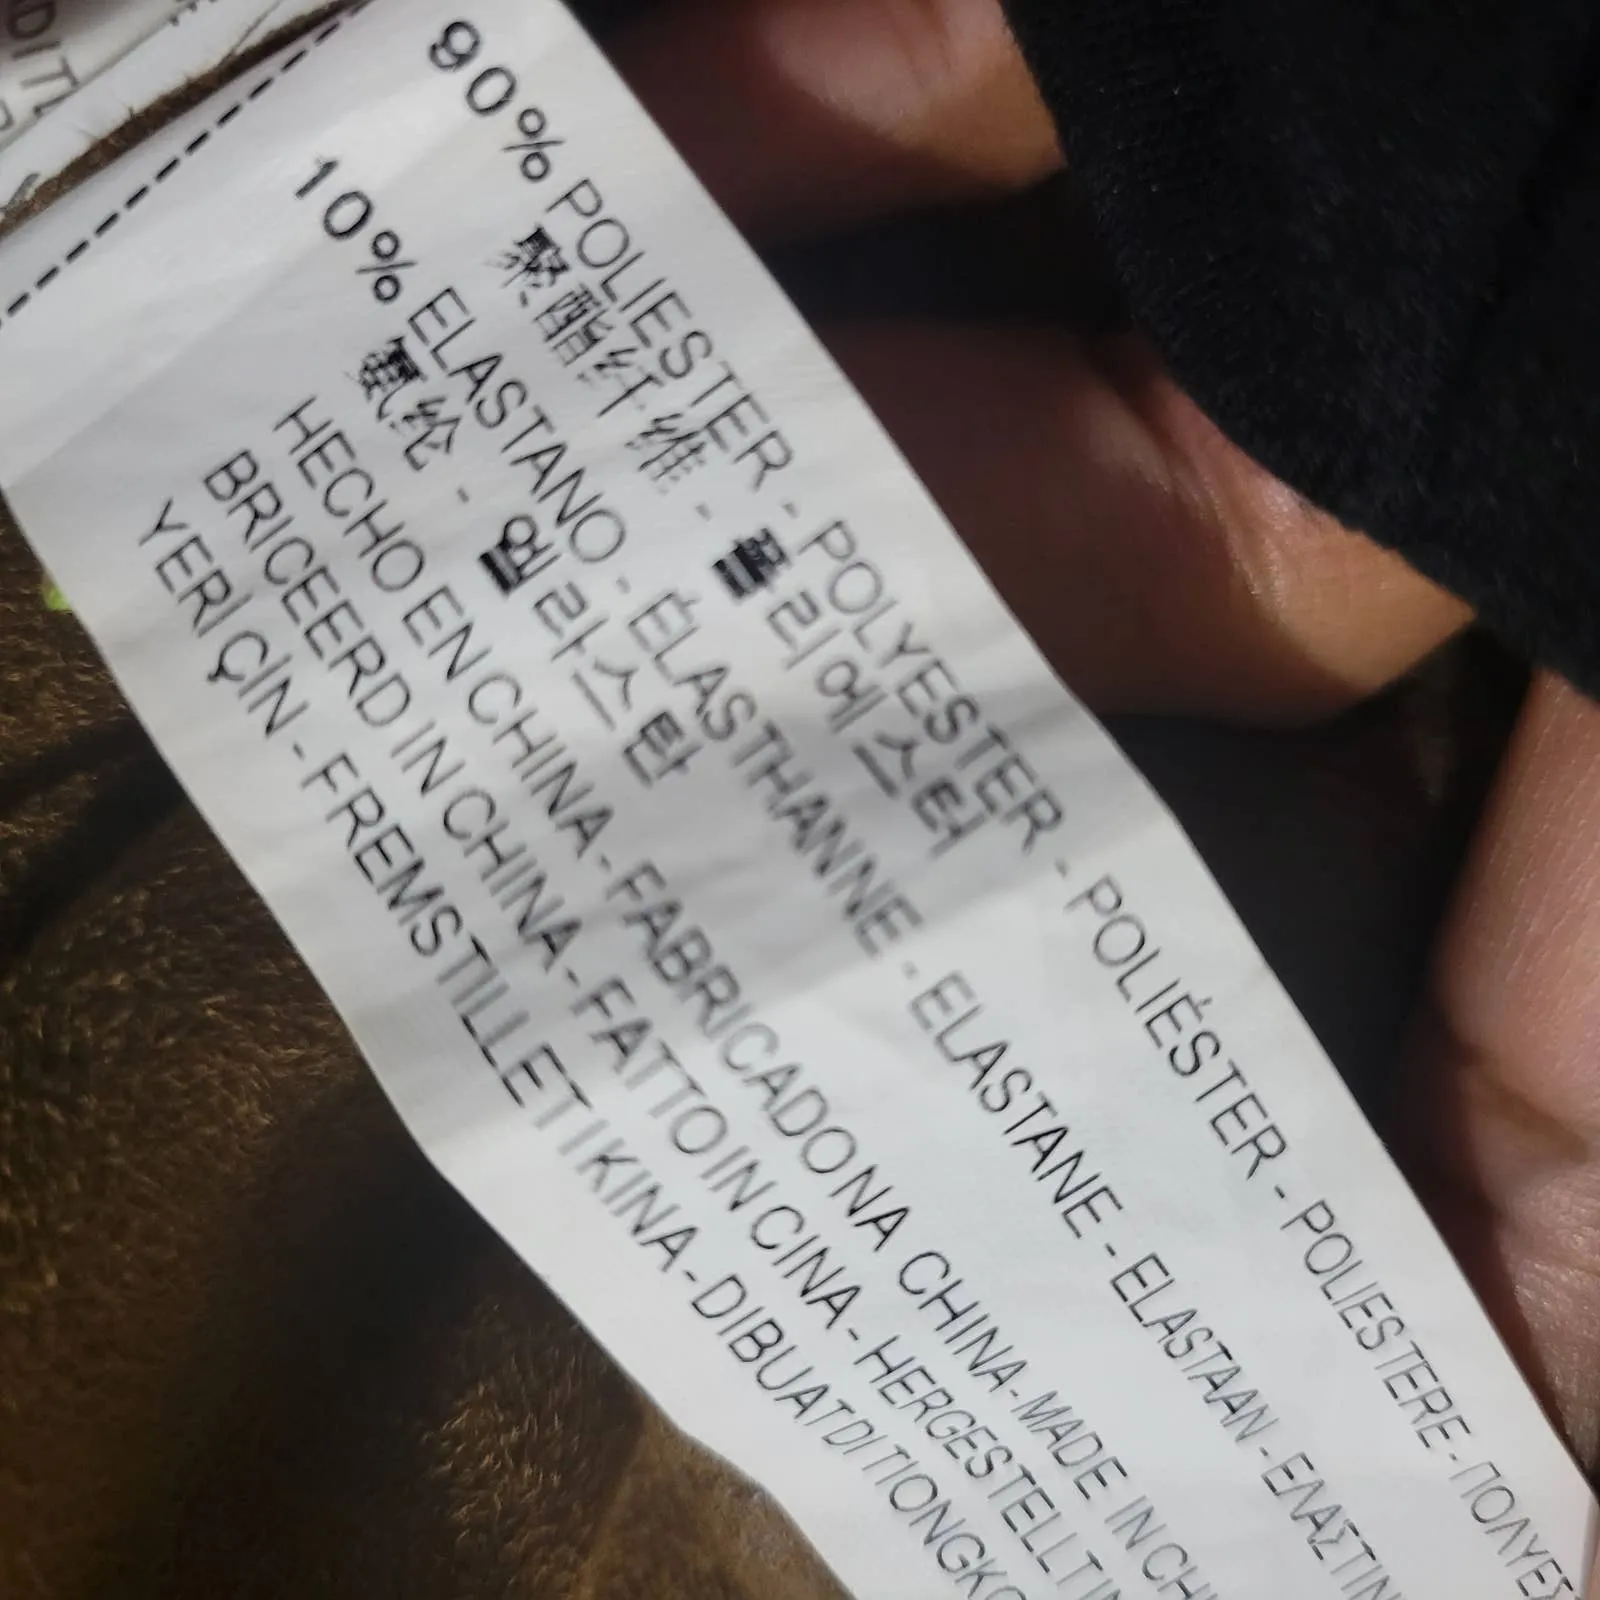 90% POLIESTER - POLYESTER - POLIÉSTER - POLIESTERE - ΠΟΛΥΕΣ
聚酯纤维 - 폴리에스터
10% ELASTANO - ÉLASTHANNE - ELASTANE - ELASTAAN - ΕΛΑΣΤΙΝ
氨纶 - 엘라스탄
HECHO EN CHINA - FABRICADO NA CHINA - MADE IN CHI
BRICEERD IN CHINA - FATTO IN CINA - HERGESTELLT IN
YERİ ÇİN - FREMSTILLET I KINA - DIBUAT DI TIONGKO